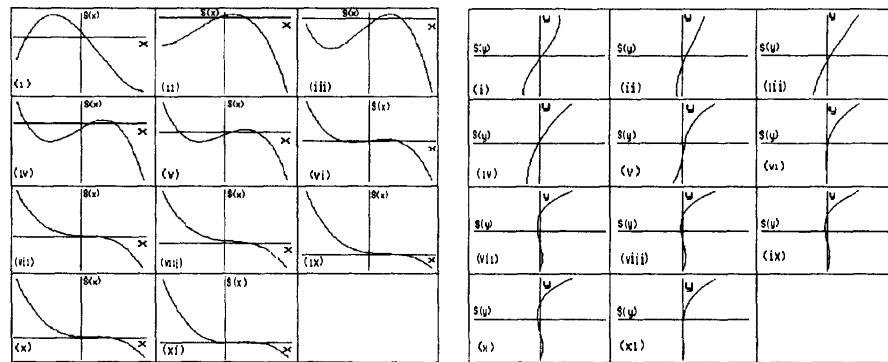 S(x) x (i)
S(x) x (ii)
S(x) x (iii)
S(x) x (iv)
S(x) x (v)
S(x) x (vi)
S(x) x (vii)
S(x) x (viii)
S(x) x (ix)
S(x) x (x)
S(x) x (xi)
y S(y) (i)
y S(y) (ii)
y S(y) (iii)
y S(y) (iv)
y S(y) (v)
y S(y) (vi)
y S(y) (vii)
y S(y) (viii)
y S(y) (ix)
y S(y) (x)
y S(y) (xi)